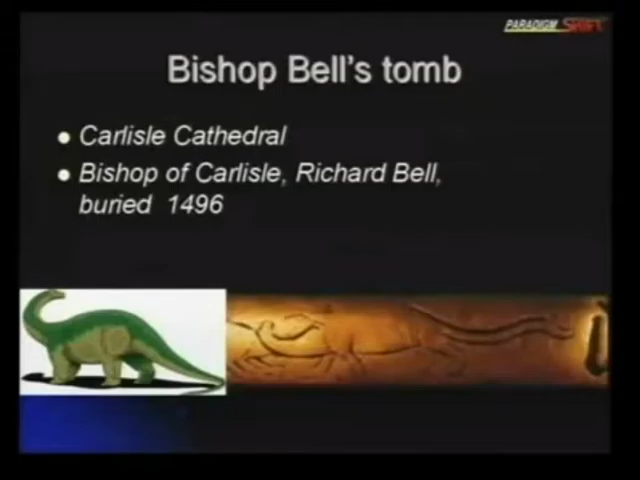 PARADIGM SHIFT
Bishop Bell's tomb
Carlisle Cathedral
Bishop of Carlisle, Richard Bell,
buried 1496